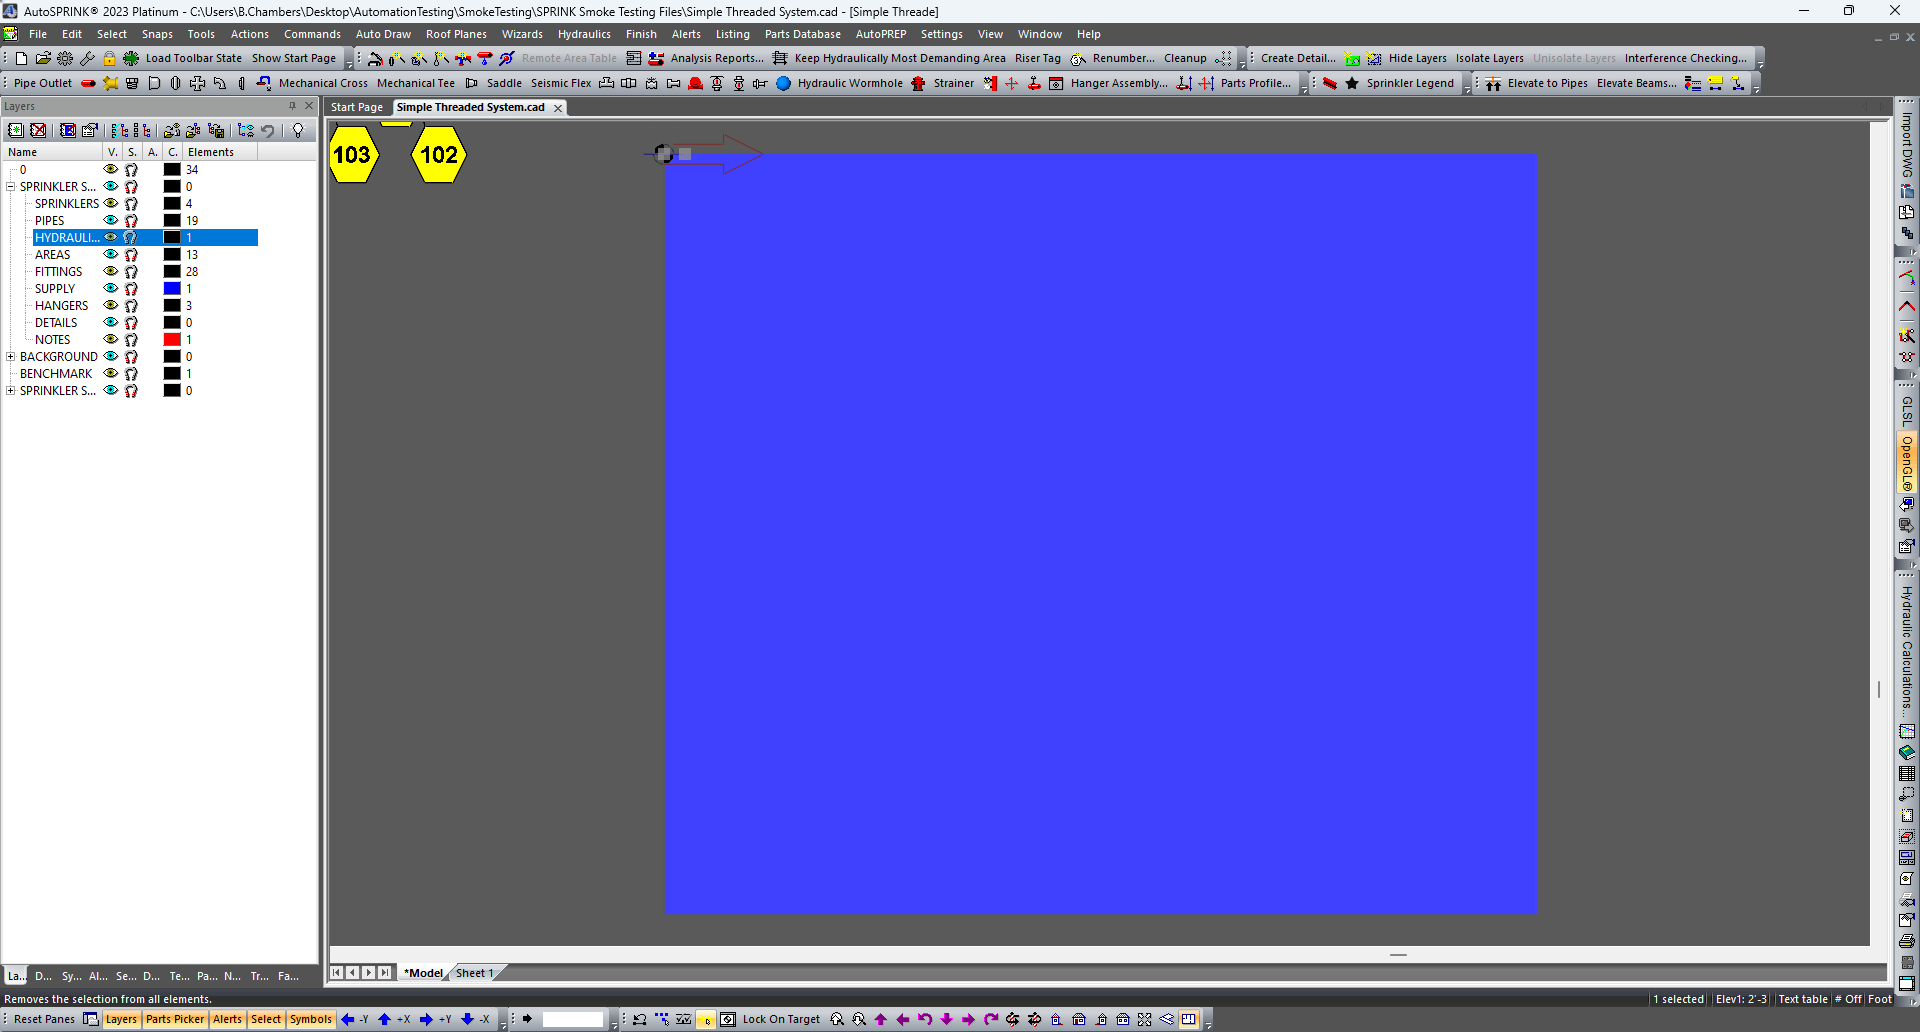 AutoSPRINK® 2023 Platinum - C:\Users\B.Chambers\Desktop\AutomationTesting\SmokeTesting\SPRINK Smoke Testing Files\Simple Threaded System.cad - [Simple Threade]
File Edit Select Snaps Tools Actions Commands Auto Draw Roof Planes Wizards Hydraulics Finish Alerts Listing Parts Database AutoPREP Settings View Window Help
Load Toolbar State Show Start Page Remote Area Table Analysis Reports... Keep Hydraulically Most Demanding Area Riser Tag Renumber... Cleanup Create Detail... Hide Layers Isolate Layers Unisolate Layers Interference Checking...
Pipe Outlet Mechanical Cross Mechanical Tee Saddle Seismic Flex Hydraulic Wormhole Strainer Hanger Assembly... Parts Profile... Sprinkler Legend Elevate to Pipes Elevate Beams...
Layers
Start Page Simple Threaded System.cad
Name V. S. A. C. Elements
0 34
SPRINKLER S... 0
SPRINKLERS 4
PIPES 19
HYDRAULI... 1
AREAS 13
FITTINGS 28
SUPPLY 1
HANGERS 3
DETAILS 0
NOTES 1
BACKGROUND 0
BENCHMARK 1
SPRINKLER S... 0
103 102
Import DWG
GLSL
OpenGL®
Hydraulic Calculations...
La... D... Sy... Al... Se... D... Te... Pa... N... Tr... Fa...
*Model Sheet 1
Removes the selection from all elements.
1 selected Elev1: 2'-3 Text table # Off Foot
Reset Panes Layers Parts Picker Alerts Select Symbols -Y +X +Y -X Lock On Target